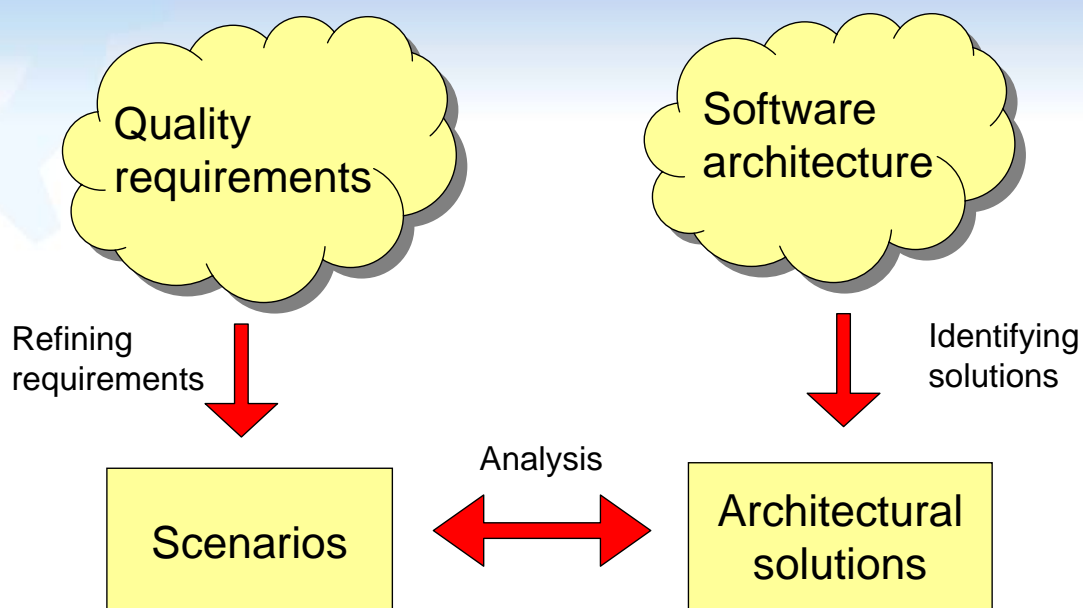 Quality
requirements
Software
architecture
Refining
requirements
Identifying
solutions
Analysis
Scenarios
Architectural
solutions